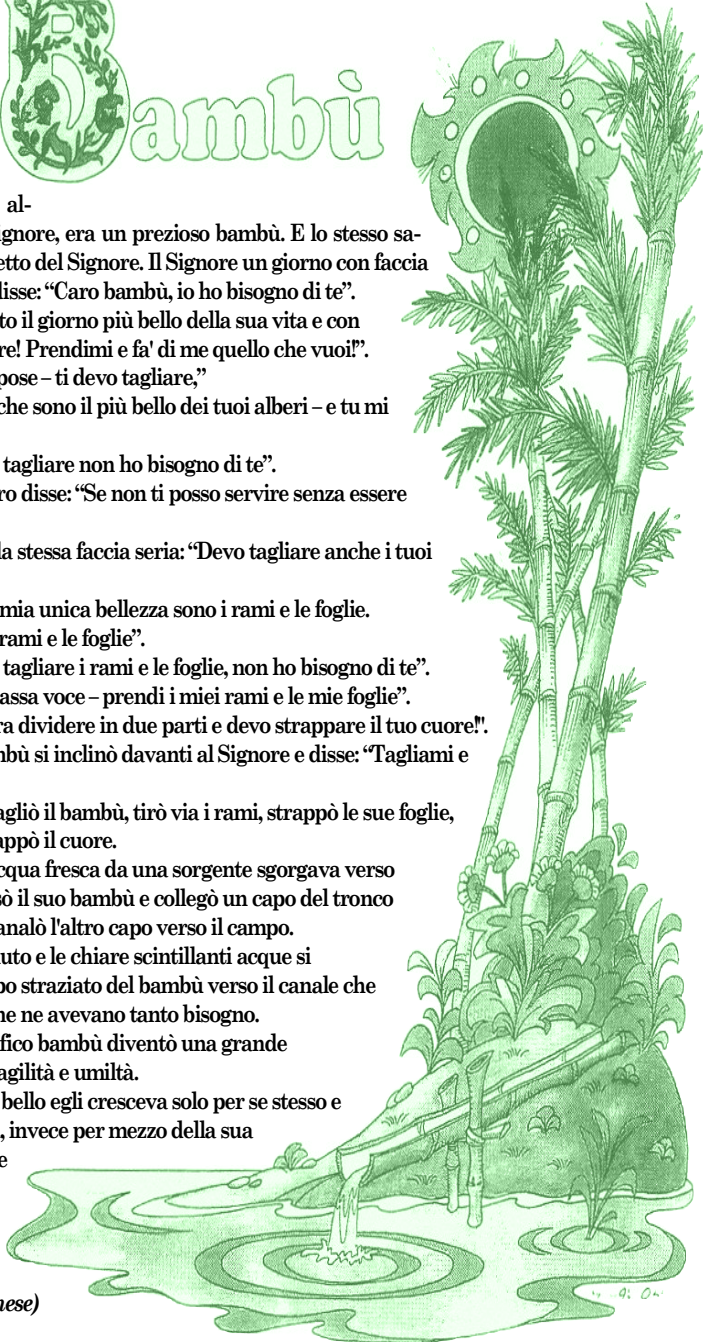 Bambù
al-
ignore, era un prezioso bambù. E lo stesso sa-
etto del Signore. Il Signore un giorno con faccia
disse: “Caro bambù, io ho bisogno di te”.
to il giorno più bello della sua vita e con
re! Prendimi e fa' di me quello che vuoi!”.
pose – ti devo tagliare,”
che sono il più bello dei tuoi alberi – e tu mi
tagliare non ho bisogno di te”.
ro disse: “Se non ti posso servire senza essere
la stessa faccia seria: “Devo tagliare anche i tuoi
mia unica bellezza sono i rami e le foglie.
rami e le foglie”.
tagliare i rami e le foglie, non ho bisogno di te”.
assa voce – prendi i miei rami e le mie foglie”.
ra dividere in due parti e devo strappare il tuo cuore!".
mbù si inclinò davanti al Signore e disse: “Tagliami e
agliò il bambù, tirò via i rami, strappò le sue foglie,
appò il cuore.
cqua fresca da una sorgente sgorgava verso
sò il suo bambù e collegò un capo del tronco
analò l'altro capo verso il campo.
uto e le chiare scintillanti acque si
po straziato del bambù verso il canale che
he ne avevano tanto bisogno.
fico bambù diventò una grande
agilità e umiltà.
bello egli cresceva solo per se stesso e
, invece per mezzo della sua
e
nese)